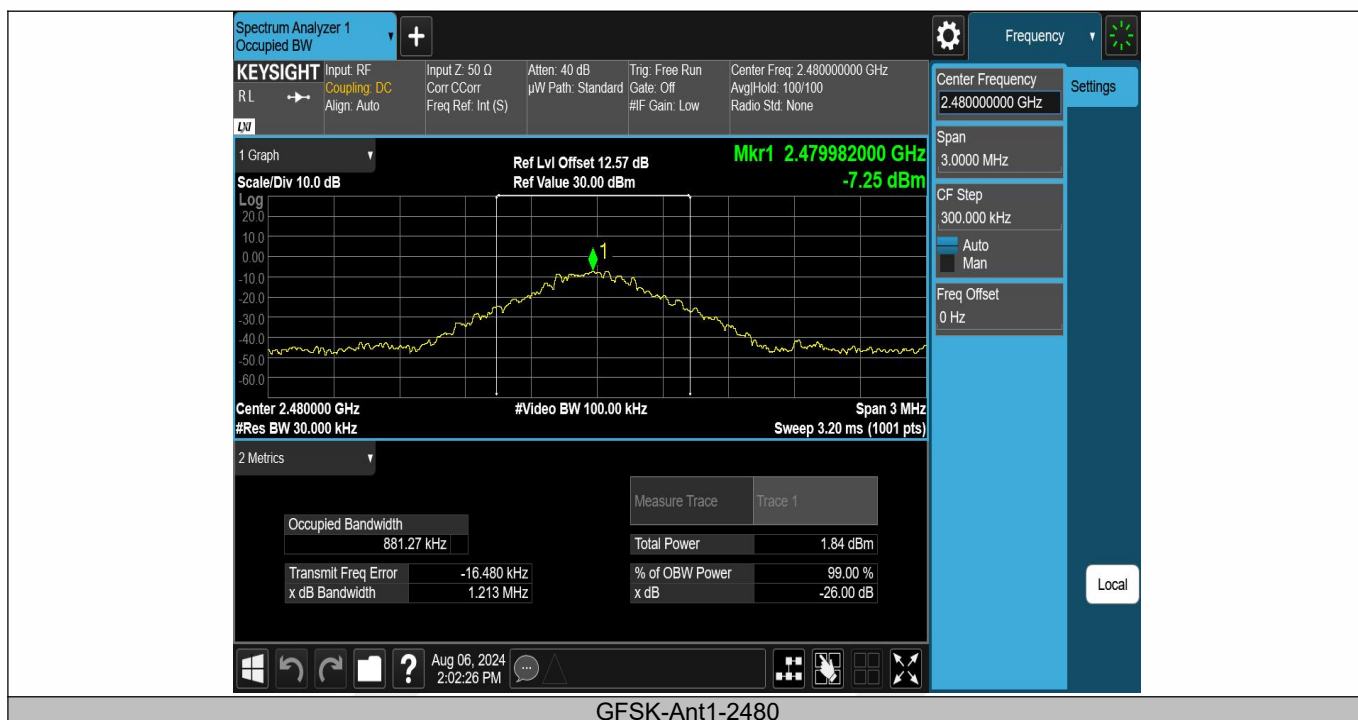 Spectrum Analyzer 1
Occupied BW
Frequency
KEYSIGHT
RL
LXI
Input: RF
Coupling: DC
Align: Auto
Input Z: 50 Ω
Corr CCorr
Freq Ref: Int (S)
Atten: 40 dB
µW Path: Standard
Trig: Free Run
Gate: Off
#IF Gain: Low
Center Freq: 2.480000000 GHz
Avg|Hold: 100/100
Radio Std: None
Center Frequency
2.480000000 GHz
Settings
Span
3.0000 MHz
CF Step
300.000 kHz
Auto
Man
Freq Offset
0 Hz
Local
1 Graph
Scale/Div 10.0 dB
Ref Lvl Offset 12.57 dB
Ref Value 30.00 dBm
Mkr1 2.479982000 GHz
-7.25 dBm
Log
20.0
10.0
0.00
-10.0
-20.0
-30.0
-40.0
-50.0
-60.0
1
Center 2.480000 GHz
#Res BW 30.000 kHz
#Video BW 100.00 kHz
Span 3 MHz
Sweep 3.20 ms (1001 pts)
2 Metrics
Measure Trace
Trace 1
Occupied Bandwidth
881.27 kHz
Total Power
1.84 dBm
Transmit Freq Error
-16.480 kHz
% of OBW Power
99.00 %
x dB Bandwidth
1.213 MHz
x dB
-26.00 dB
?
Aug 06, 2024
2:02:26 PM
GFSK-Ant1-2480